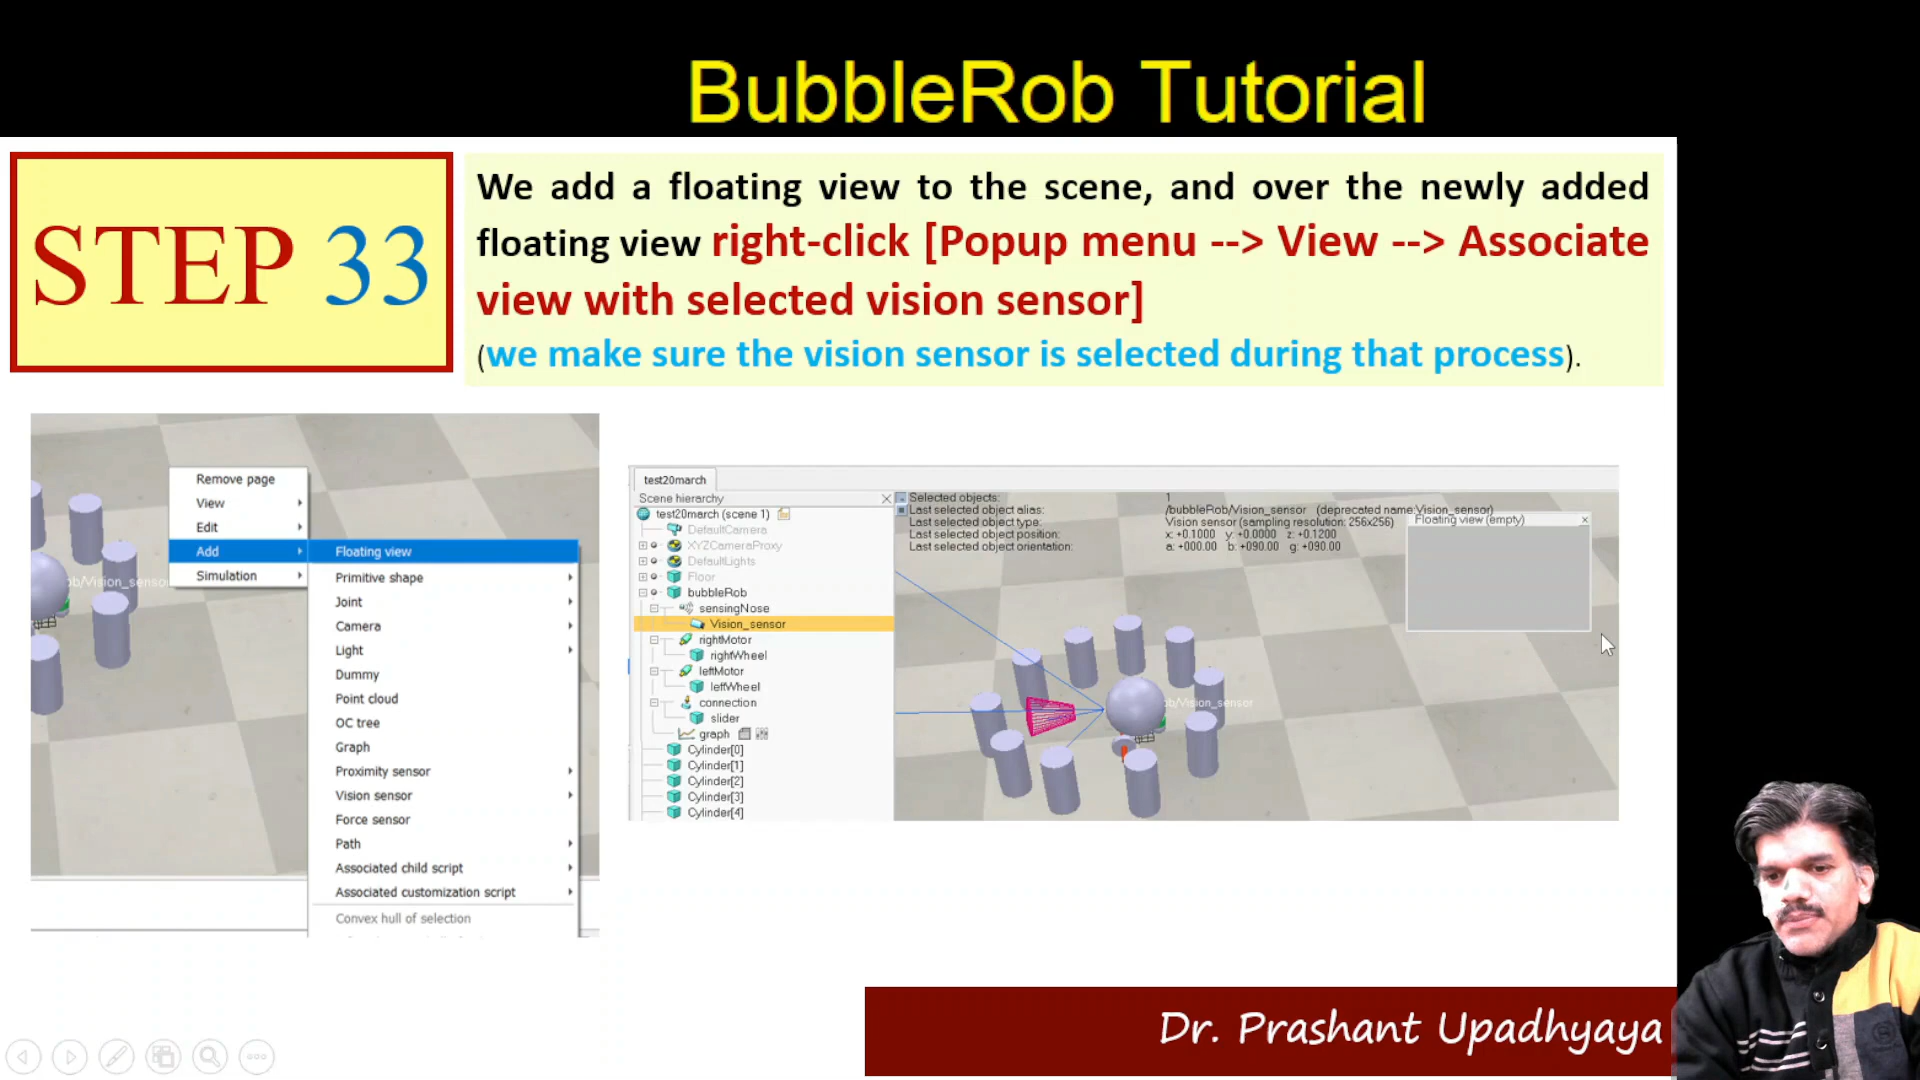 BubbleRob Tutorial
STEP 33
We add a floating view to the scene, and over the newly added
floating view right-click [Popup menu --> View --> Associate
view with selected vision sensor]
(we make sure the vision sensor is selected during that process).
Remove page
View
Edit
Add
Simulation
ob/Vision_senso
Floating view
Primitive shape
Joint
Camera
Light
Dummy
Point cloud
OC tree
Graph
Proximity sensor
Vision sensor
Force sensor
Path
Associated child script
Associated customization script
Convex hull of selection
test20march
Scene hierarchy
test20march (scene 1)
DefaultCamera
XYZCameraProxy
DefaultLights
Floor
bubbleRob
sensingNose
Vision_sensor
rightMotor
rightWheel
leftMotor
leftWheel
connection
slider
graph
Cylinder[0]
Cylinder[1]
Cylinder[2]
Cylinder[3]
Cylinder[4]
Selected objects: 1
Last selected object alias: /bubbleRob/Vision_sensor (deprecated name:Vision_sensor)
Last selected object type: Vision sensor (sampling resolution: 256x256)
Last selected object position: x: +0.1000 y: +0.0000 z: +0.1200
Last selected object orientation: a: +000.00 b: +090.00 g: +090.00
Floating view (empty)
ob/Vision_sensor
Dr. Prashant Upadhyaya